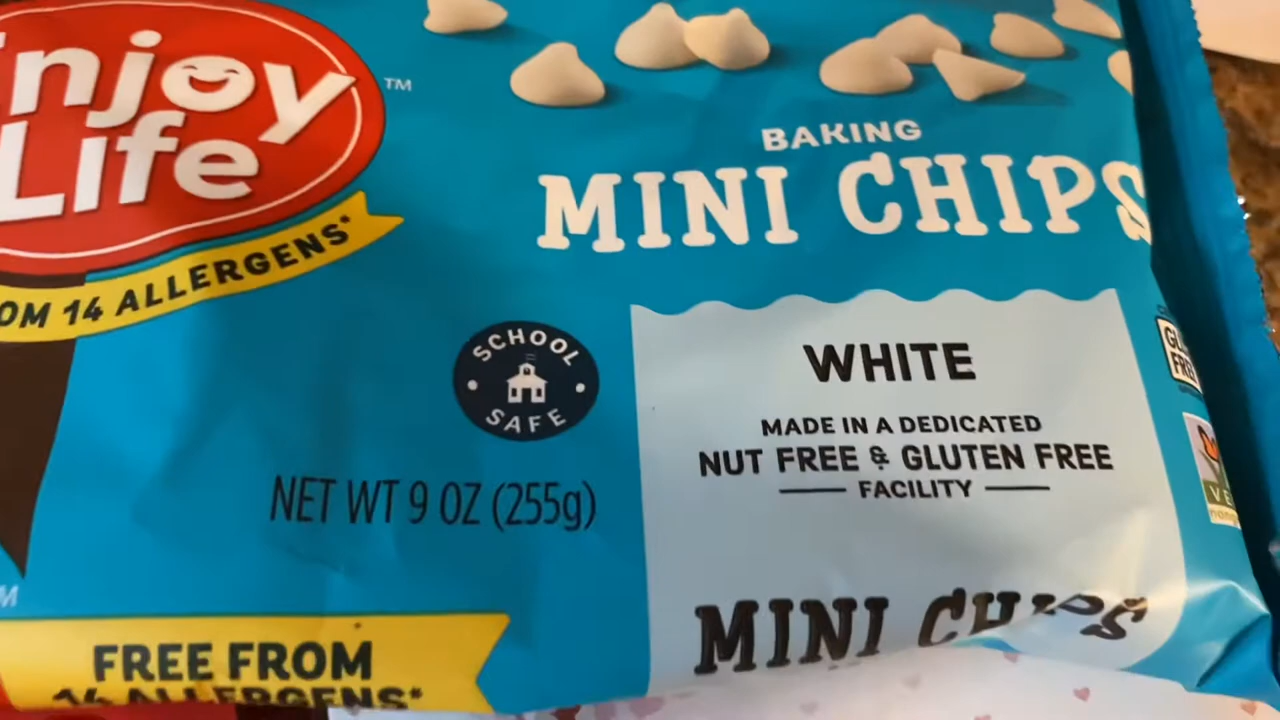 Enjoy
Life
™
OM 14 ALLERGENS*
BAKING
MINI CHIPS
SCHOOL
SAFE
NET WT 9 OZ (255g)
WHITE
MADE IN A DEDICATED
NUT FREE & GLUTEN FREE
FACILITY
MINI CHIPS
FREE FROM
14 ALLERGENS*